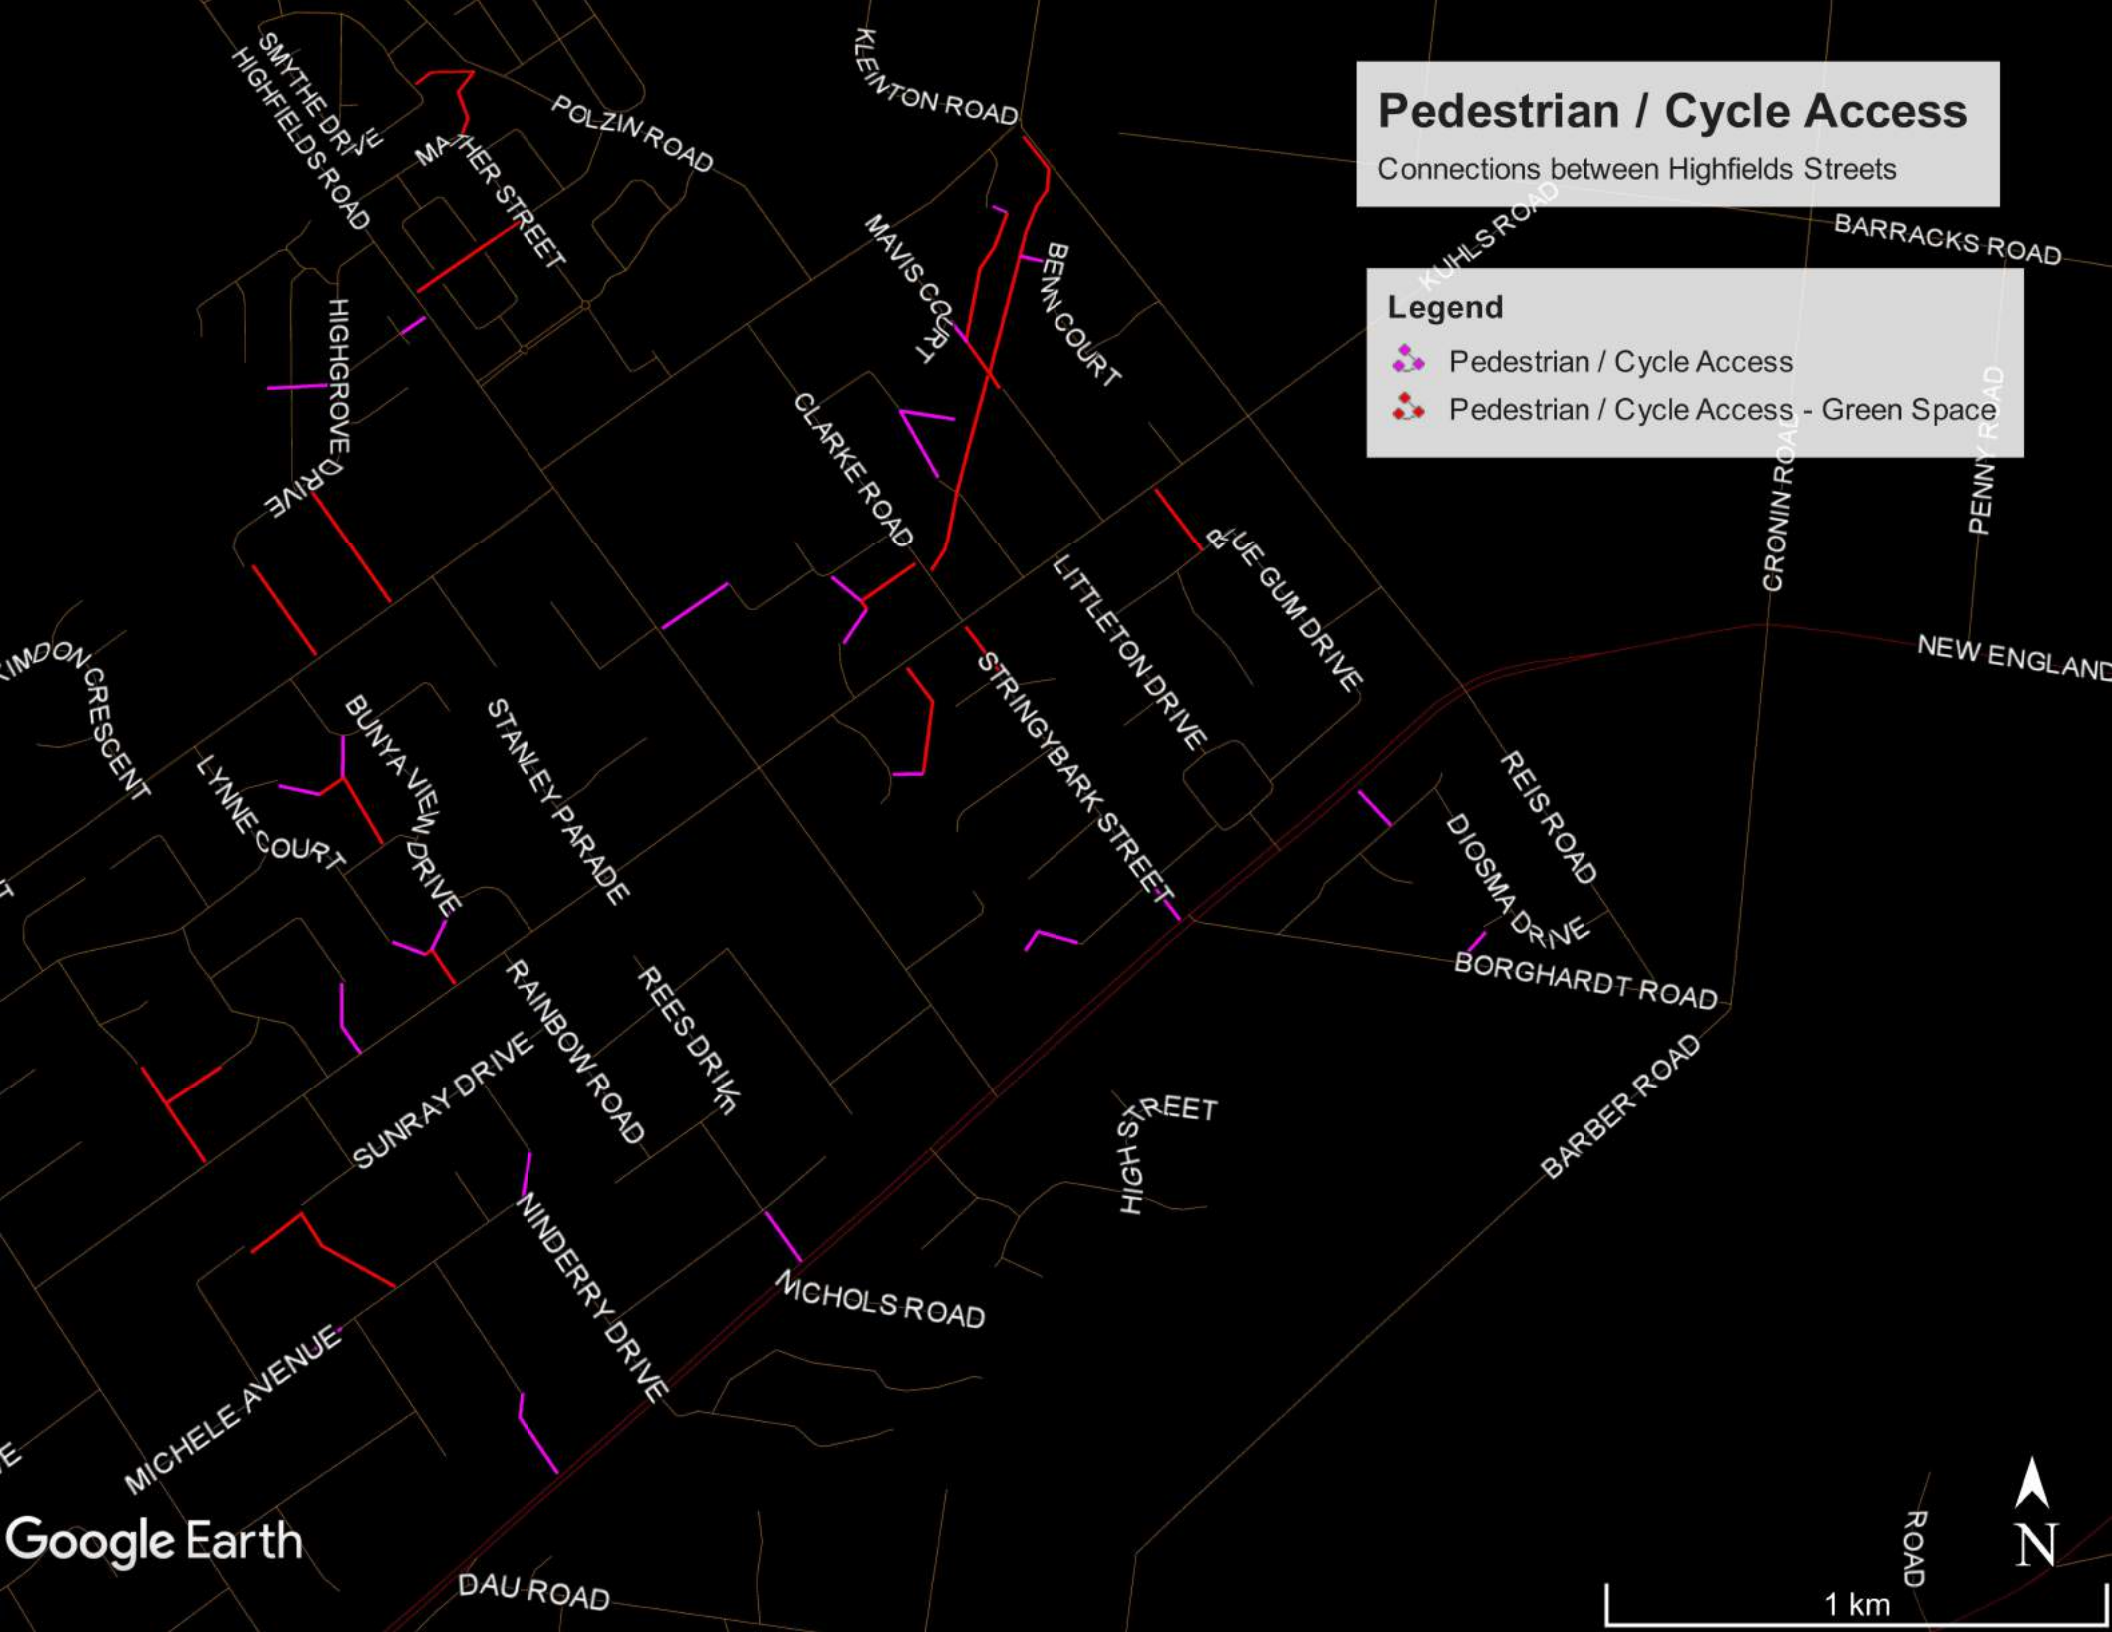 Pedestrian / Cycle Access
Connections between Highfields Streets
Legend
Pedestrian / Cycle Access
Pedestrian / Cycle Access - Green Space
SMYTHE DRIVE
HIGHFIELDS ROAD
MATHER STREET
POLZIN ROAD
KLEINTON ROAD
KUHLS ROAD
BARRACKS ROAD
MAVIS COURT
BENN COURT
HIGHGROVE DRIVE
CLARKE ROAD
CRONIN ROAD
PENNY ROAD
LITTLETON DRIVE
BLUE GUM DRIVE
NEW ENGLAND
CRESCENT
BUNYA VIEW DRIVE
STANLEY PARADE
STRINGYBARK STREET
LYNNE COURT
REIS ROAD
DIOSMA DRIVE
BORGHARDT ROAD
RAINBOW ROAD
REES DRIVE
SUNRAY DRIVE
HIGH STREET
BARBER ROAD
NINDERRY DRIVE
NICHOLS ROAD
MICHELE AVENUE
Google Earth
DAU ROAD
ROAD
N
1 km